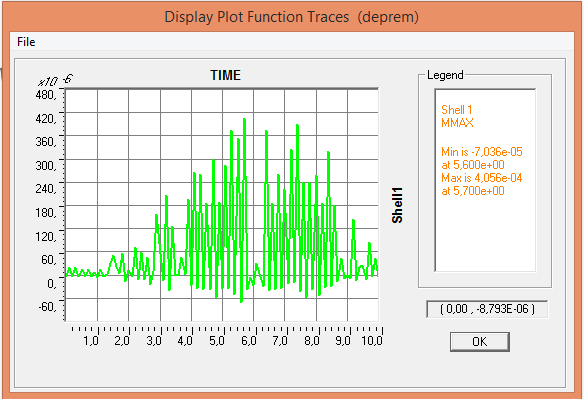 Display Plot Function Traces (deprem)
File
TIME
x10 -6
480,
420,
360,
300,
240,
180,
120,
60,
0,
-60,
1,0 2,0 3,0 4,0 5,0 6,0 7,0 8,0 9,0 10,0
Shell1
Legend
Shell 1
MMAX
Min is -7,036e-05
at 5,600e+00
Max is 4,056e-04
at 5,700e+00
( 0,00 , -8,793E-06 )
OK